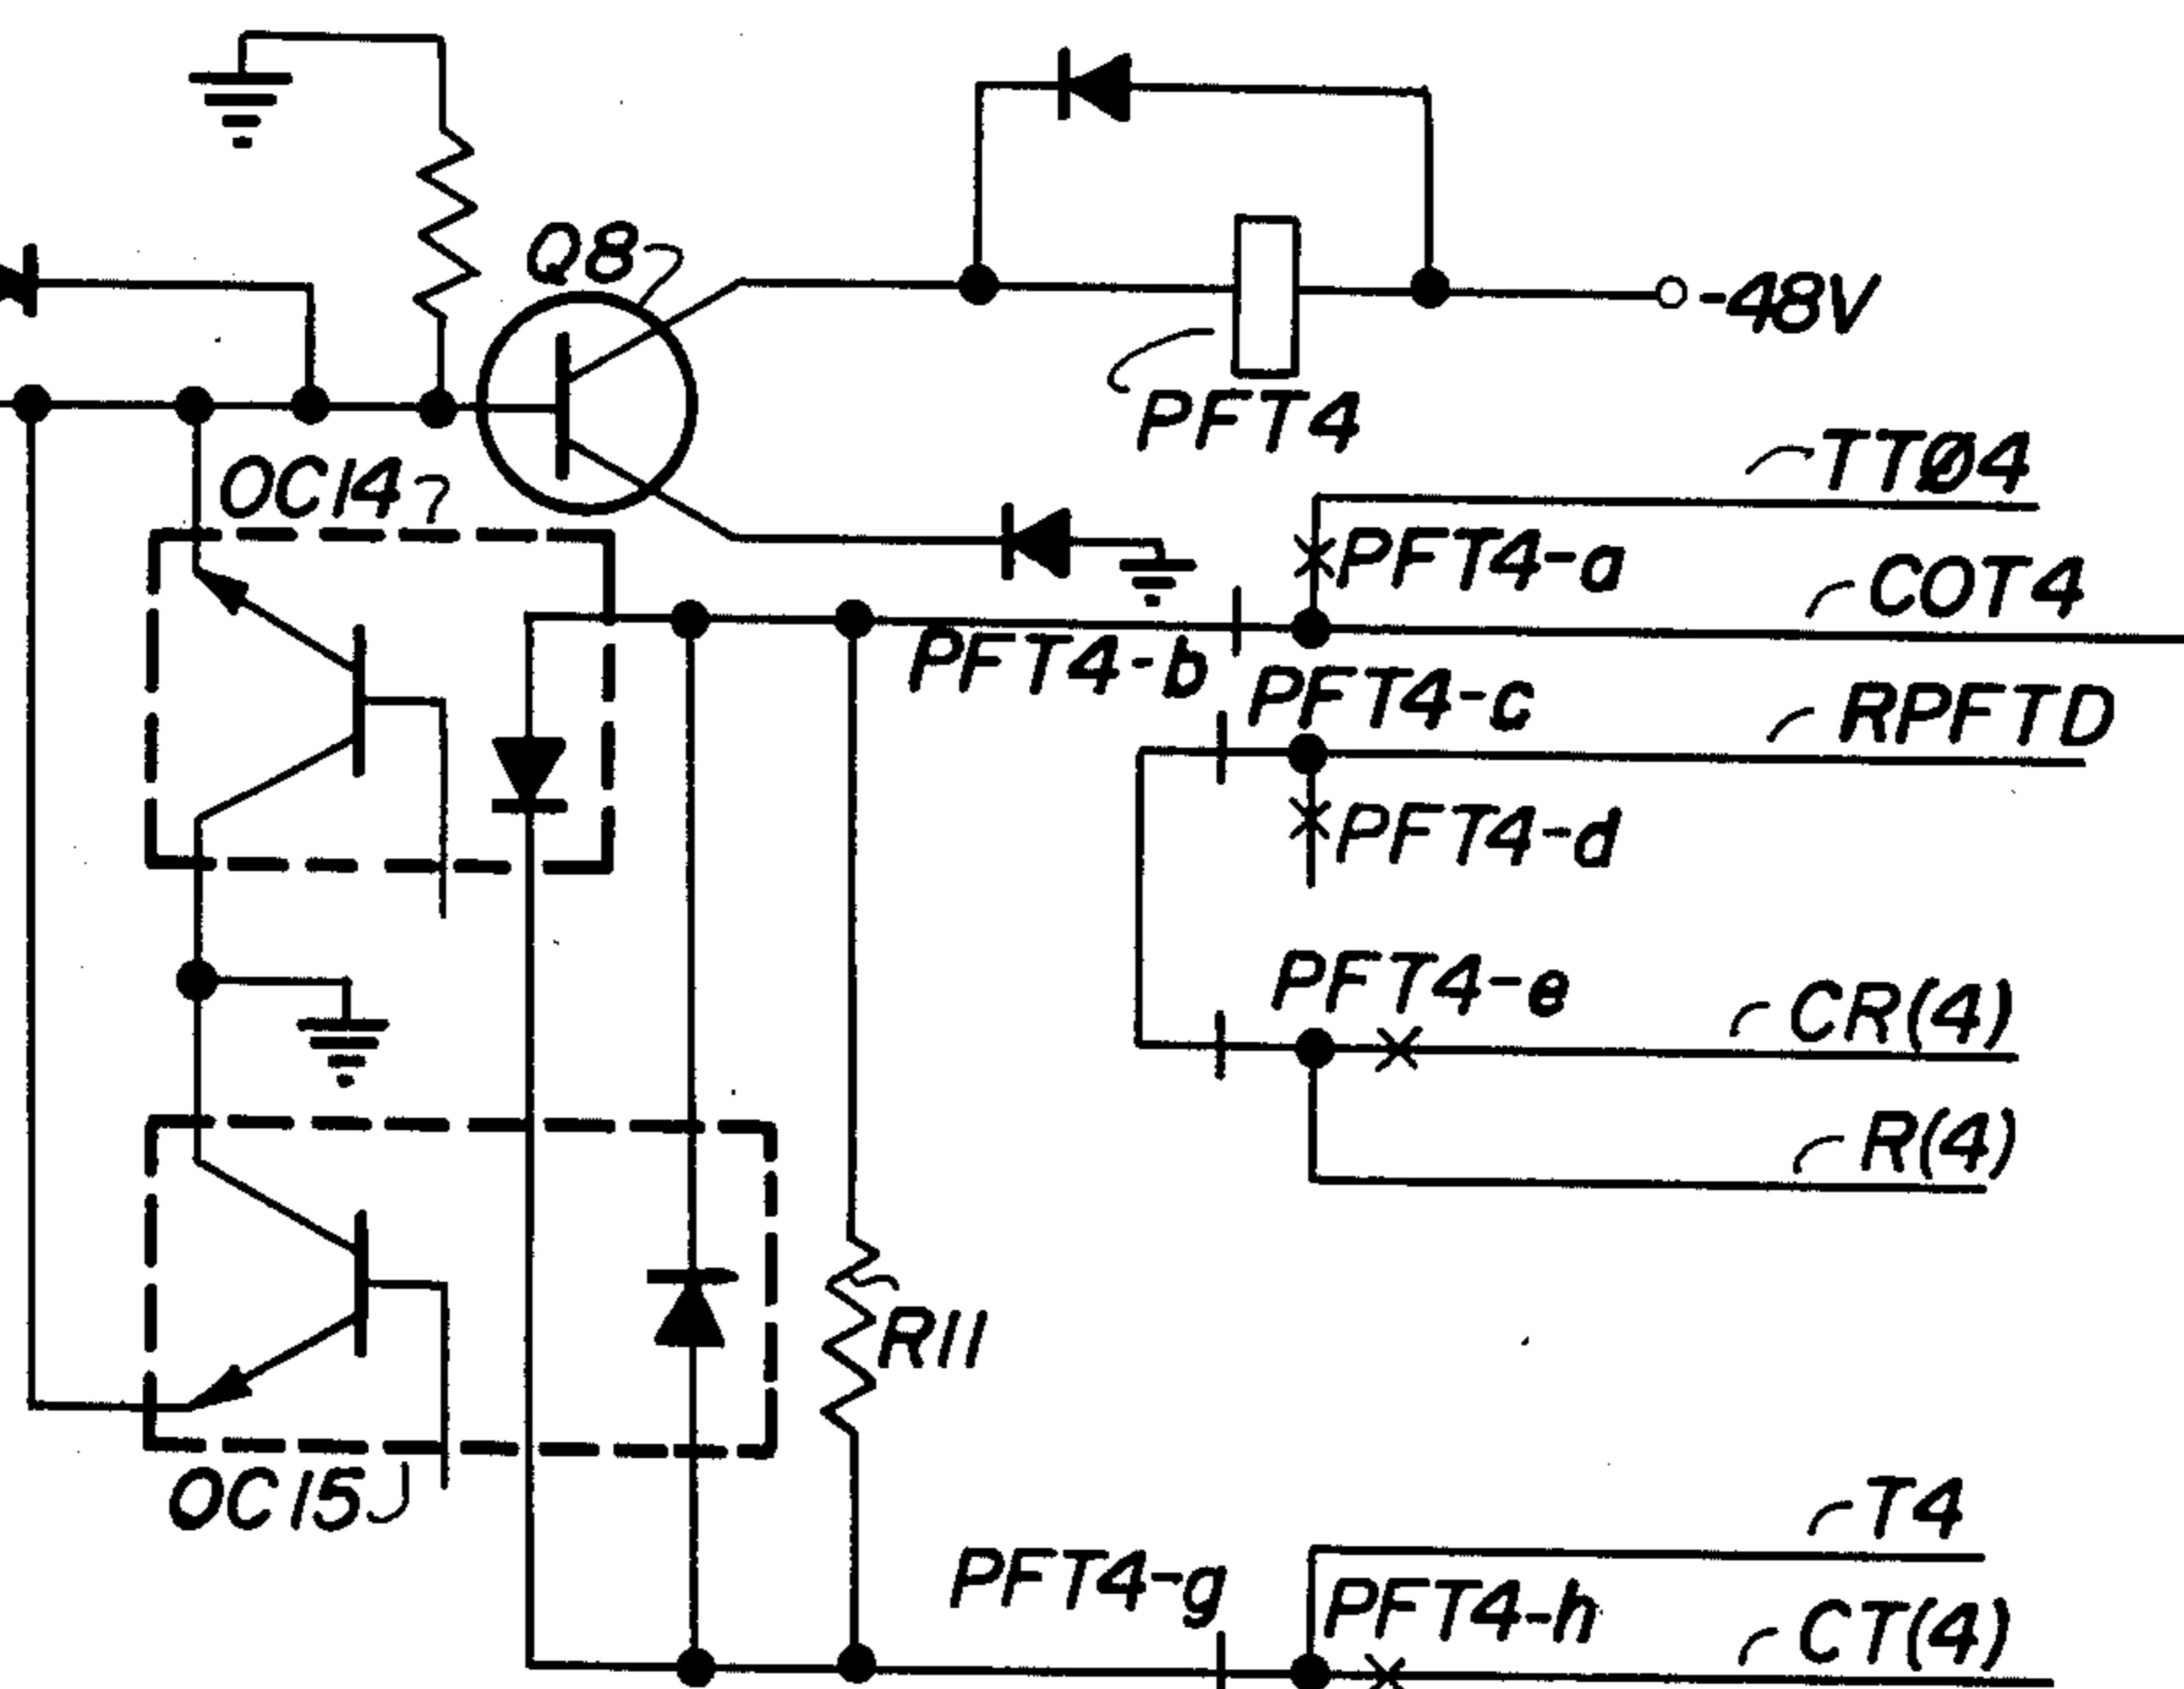 Q8
-48V
PFT4
TTØ4
OC14
PFT4-a
COT4
PFT4-b
PFT4-c
RPFTD
PFT4-d
PFT4-e
CR(4)
R(4)
R11
OC15
T4
PFT4-g
PFT4-h
CT(4)